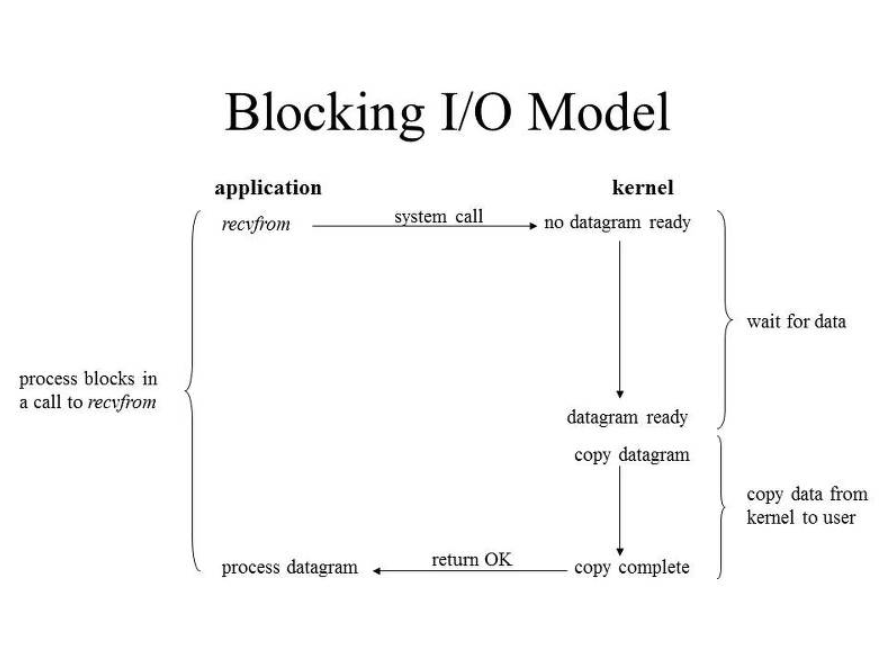 Blocking I/O Model
application
kernel
recvfrom
system call
no datagram ready
wait for data
process blocks in
a call to recvfrom
datagram ready
copy datagram
copy data from
kernel to user
process datagram
return OK
copy complete